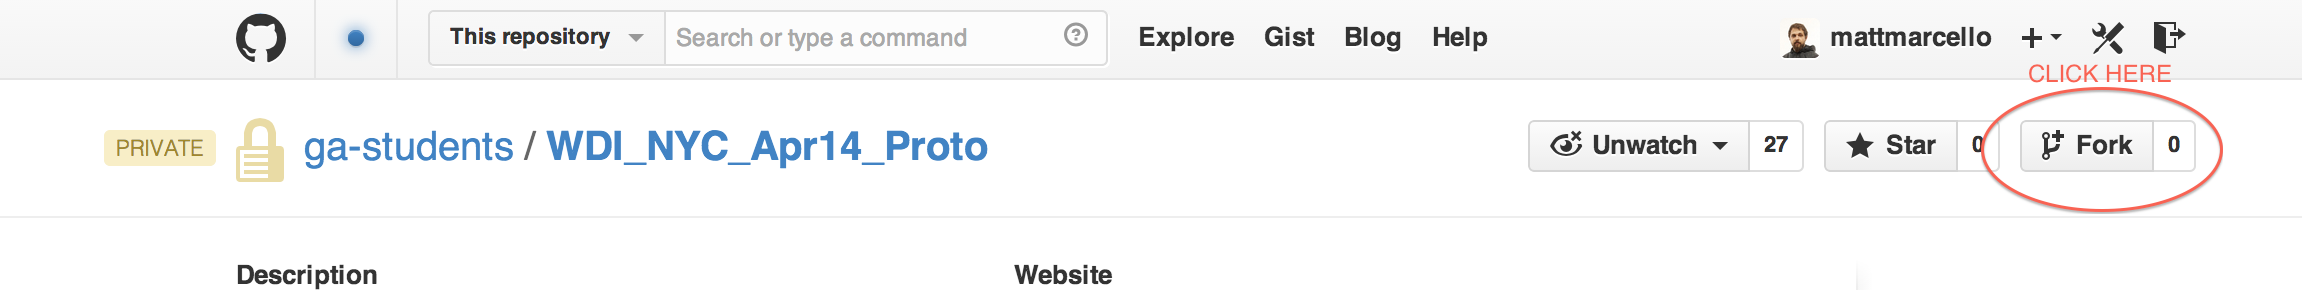 This repository Search or type a command Explore Gist Blog Help mattmarcello
CLICK HERE
PRIVATE ga-students / WDI_NYC_Apr14_Proto Unwatch 27 Star 0 Fork 0
Description Website